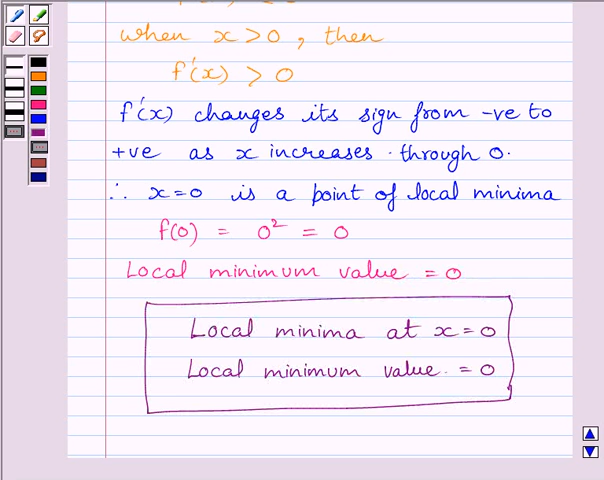 when x > 0 , then
f'(x) > 0
f'(x) changes its sign from -ve to
+ve as x increases through 0.
∴ x = 0 is a point of local minima
f(0) = 0² = 0
Local minimum value = 0
Local minima at x = 0
Local minimum value = 0